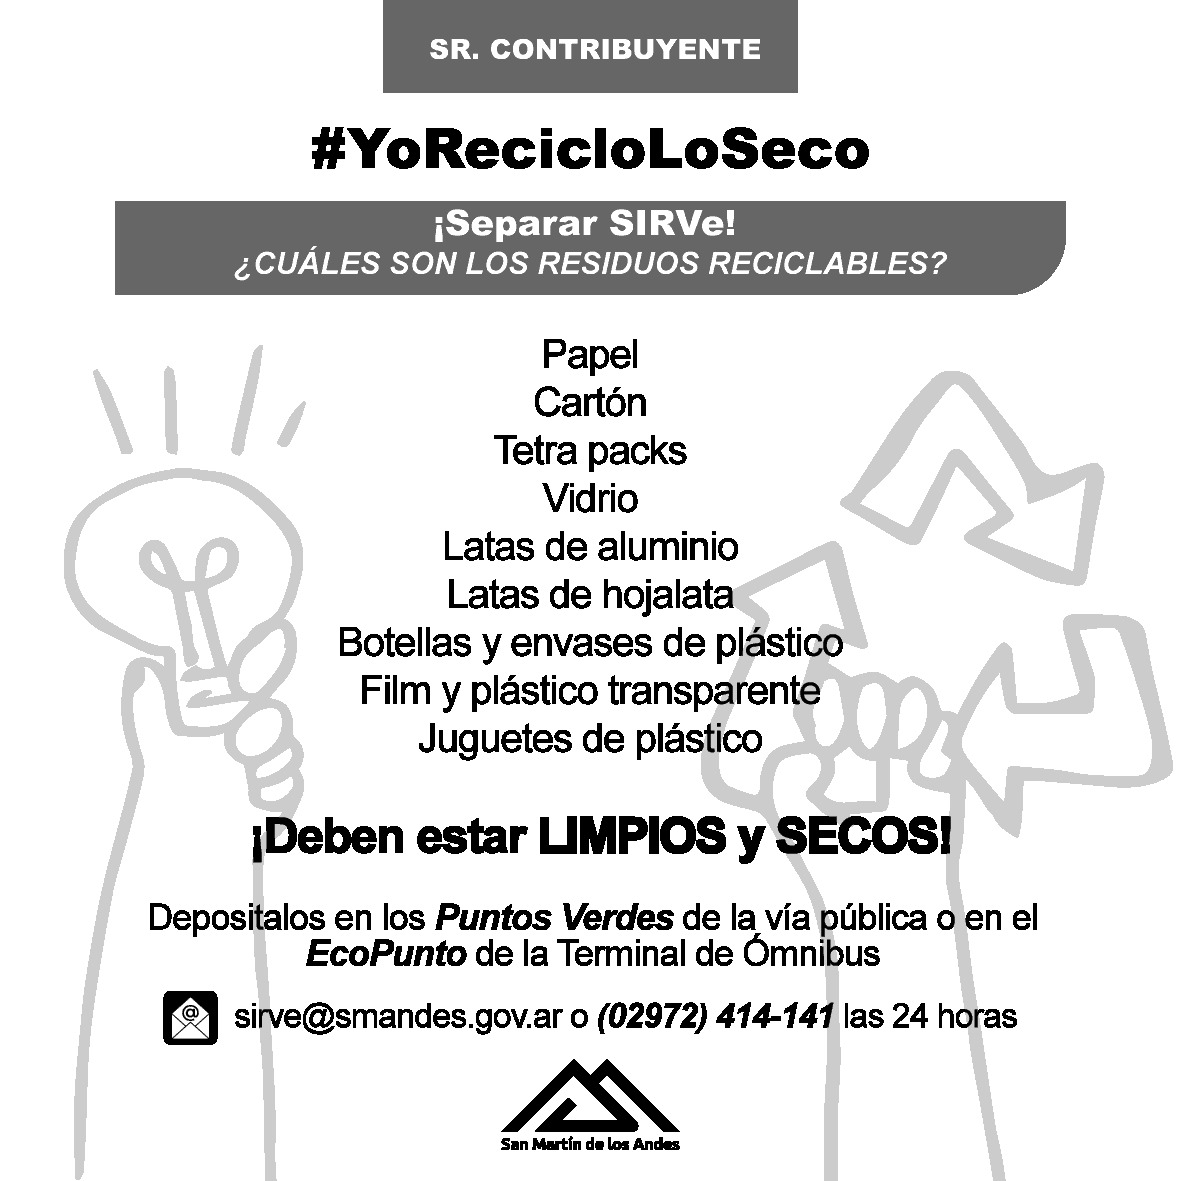 SR. CONTRIBUYENTE
#YoRecicloLoSeco
¡Separar SIRVe!
¿CUÁLES SON LOS RESIDUOS RECICLABLES?
Papel
Cartón
Tetra packs
Vidrio
Latas de aluminio
Latas de hojalata
Botellas y envases de plástico
Film y plástico transparente
Juguetes de plástico
¡Deben estar LIMPIOS y SECOS!
Depositalos en los Puntos Verdes de la vía pública o en el
EcoPunto de la Terminal de Ómnibus
@ sirve@smandes.gov.ar o (02972) 414-141 las 24 horas
San Martín de los Andes